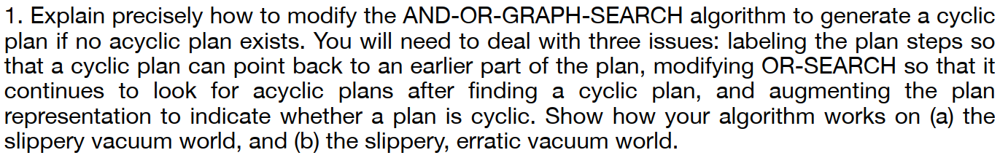 1. Explain precisely how to modify the AND-OR-GRAPH-SEARCH algorithm to generate a cyclic
plan if no acyclic plan exists. You will need to deal with three issues: labeling the plan steps so
that a cyclic plan can point back to an earlier part of the plan, modifying OR-SEARCH so that it
continues to look for acyclic plans after finding a cyclic plan, and augmenting the plan
representation to indicate whether a plan is cyclic. Show how your algorithm works on (a) the
slippery vacuum world, and (b) the slippery, erratic vacuum world.